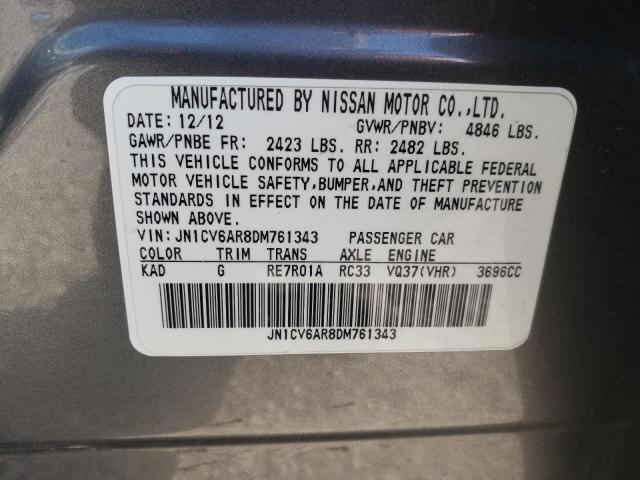 MANUFACTURED BY NISSAN MOTOR CO.,LTD.
DATE: 12/12 GVWR/PNBV: 4846 LBS.
GAWR/PNBE FR: 2423 LBS. RR: 2482 LBS.
THIS VEHICLE CONFORMS TO ALL APPLICABLE FEDERAL
MOTOR VEHICLE SAFETY,BUMPER,AND THEFT PREVENTION
STANDARDS IN EFFECT ON THE DATE OF MANUFACTURE
SHOWN ABOVE.
VIN: JN1CV6AR8DM761343 PASSENGER CAR
COLOR TRIM TRANS AXLE ENGINE
KAD G RE7R01A RC33 VQ37(VHR) 3696CC
JN1CV6AR8DM761343